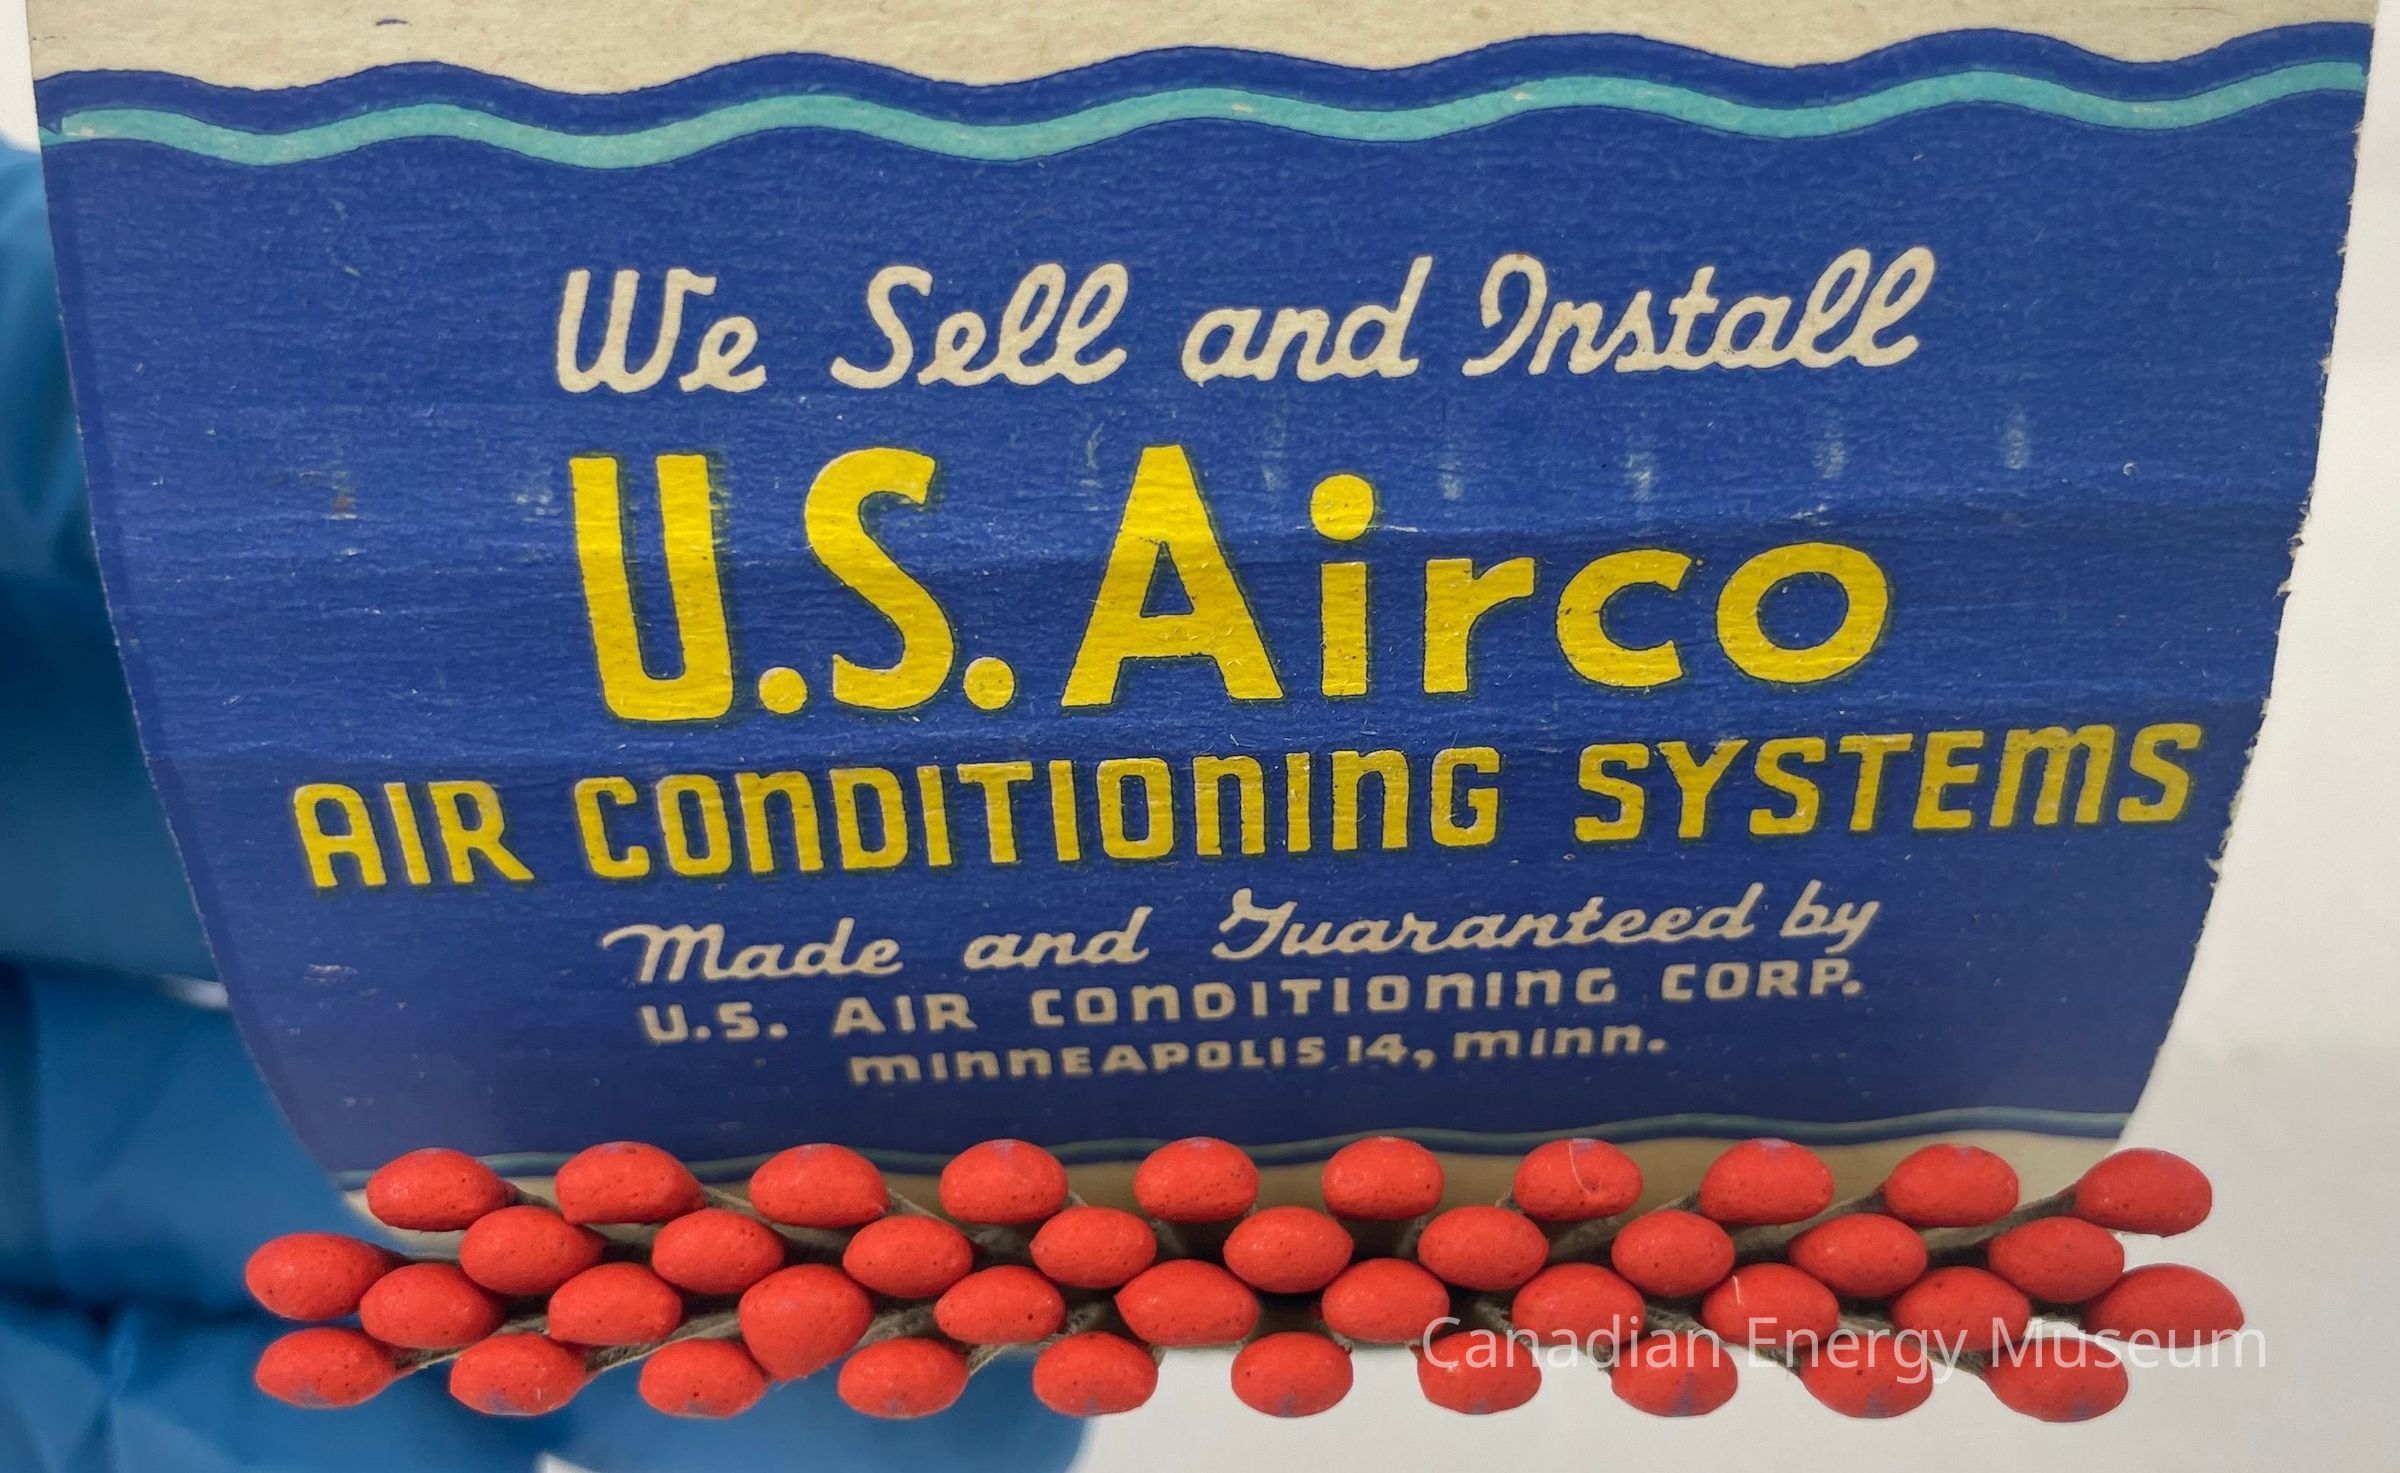 We Sell and Install
U.S. Airco
AIR CONDITIONING SYSTEMS
Made and Guaranteed by
U.S. AIR CONDITIONING CORP.
MINNEAPOLIS 14, MINN.
Canadian Energy Museum